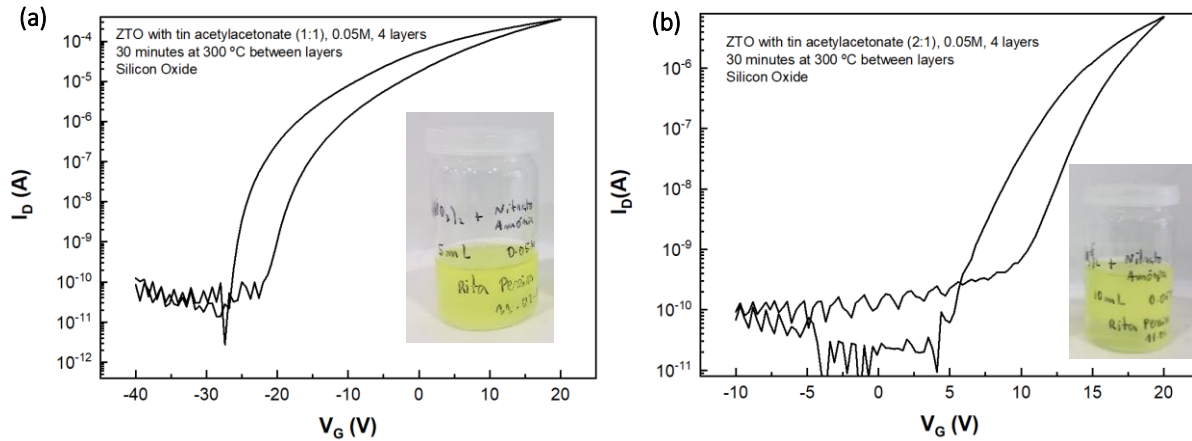 (a)
ZTO with tin acetylacetonate (1:1), 0.05M, 4 layers
30 minutes at 300 ºC between layers
Silicon Oxide
I_D (A)
10^-4
10^-5
10^-6
10^-7
10^-8
10^-9
10^-10
10^-11
10^-12
-40 -30 -20 -10 0 10 20
V_G (V)
+ Nitrato
Amónio
5 mL 0.05M
Rita Pereira
(b)
ZTO with tin acetylacetonate (2:1), 0.05M, 4 layers
30 minutes at 300 ºC between layers
Silicon Oxide
I_D(A)
10^-6
10^-7
10^-8
10^-9
10^-10
10^-11
-10 -5 0 5 10 15 20
V_G (V)
+ Nitrato
Amónio
10 mL
Rita